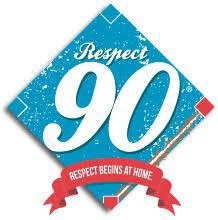 Respect
90®
RESPECT BEGINS AT HOME.